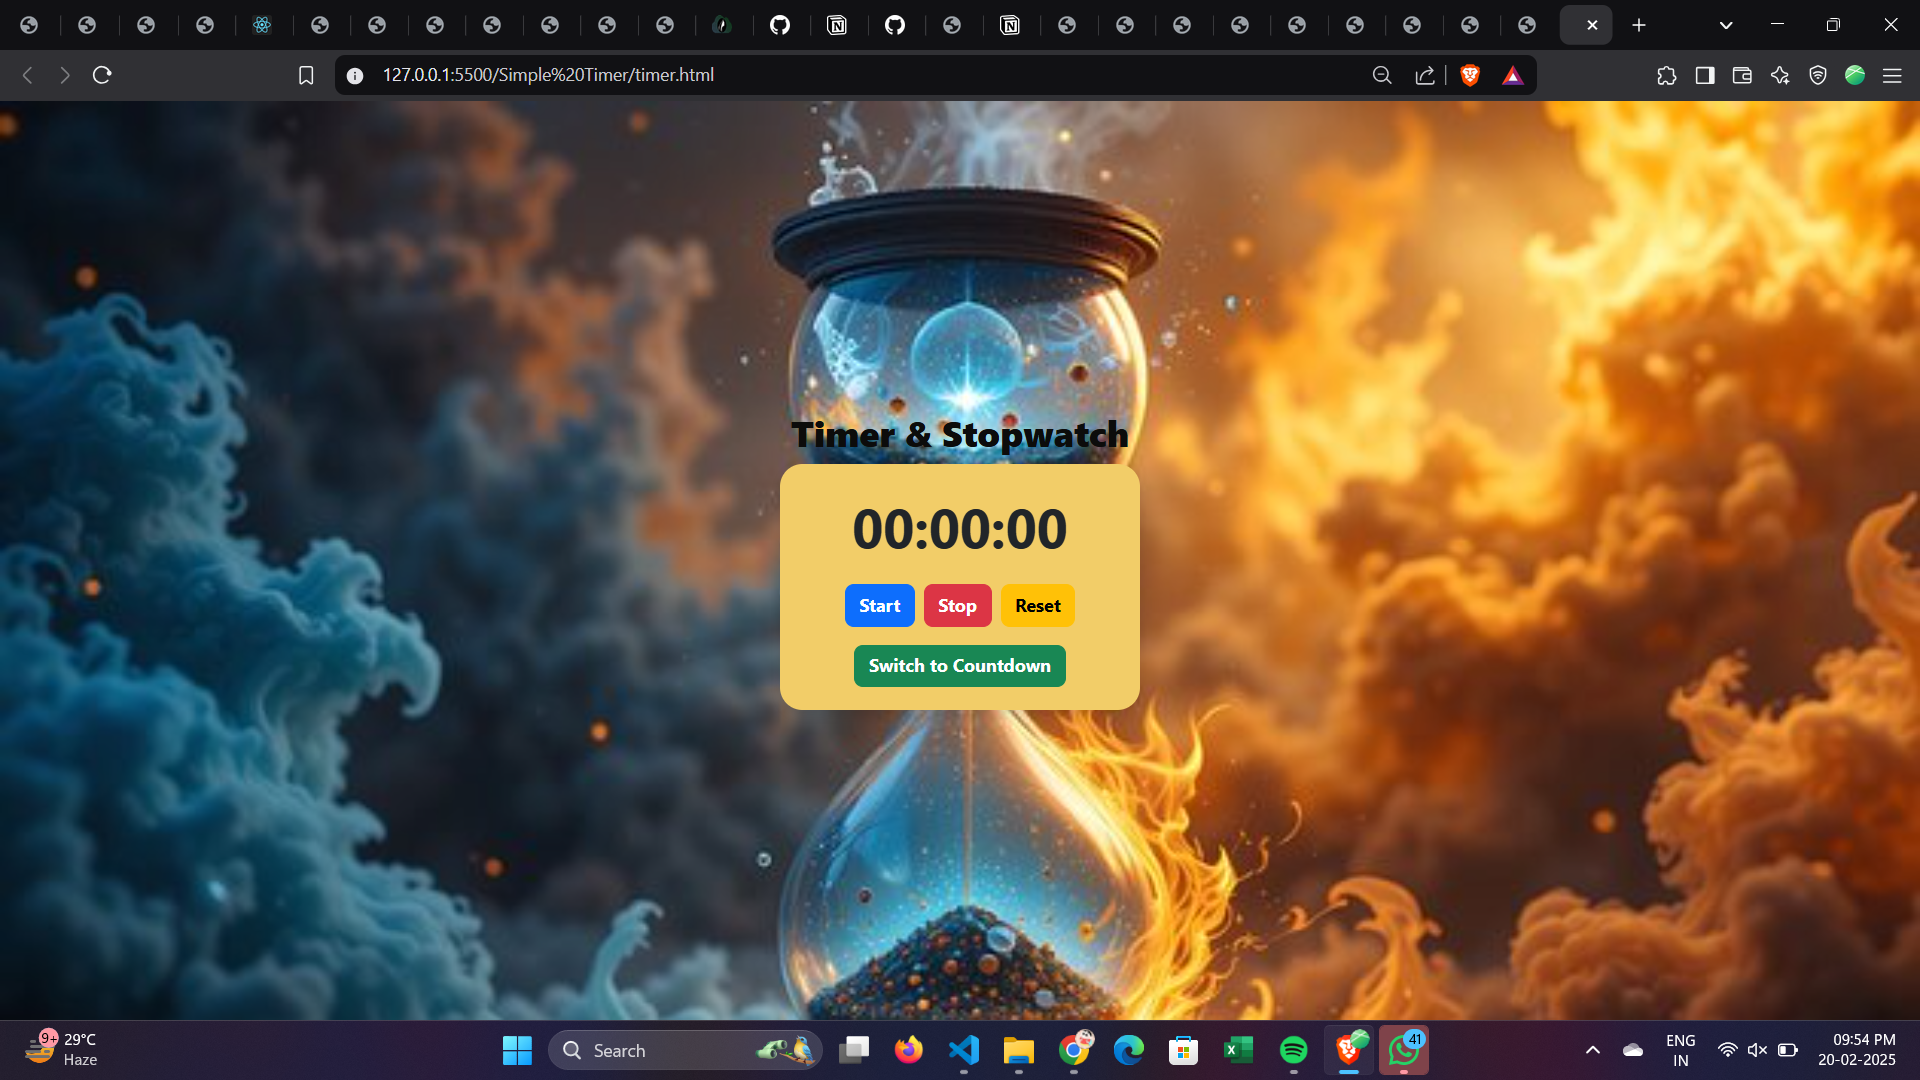 127.0.0.1:5500/Simple%20Timer/timer.html
Timer & Stopwatch
00:00:00
Start Stop Reset
Switch to Countdown
9+
29°C
Haze
Search
41
ENG
IN
09:54 PM
20-02-2025